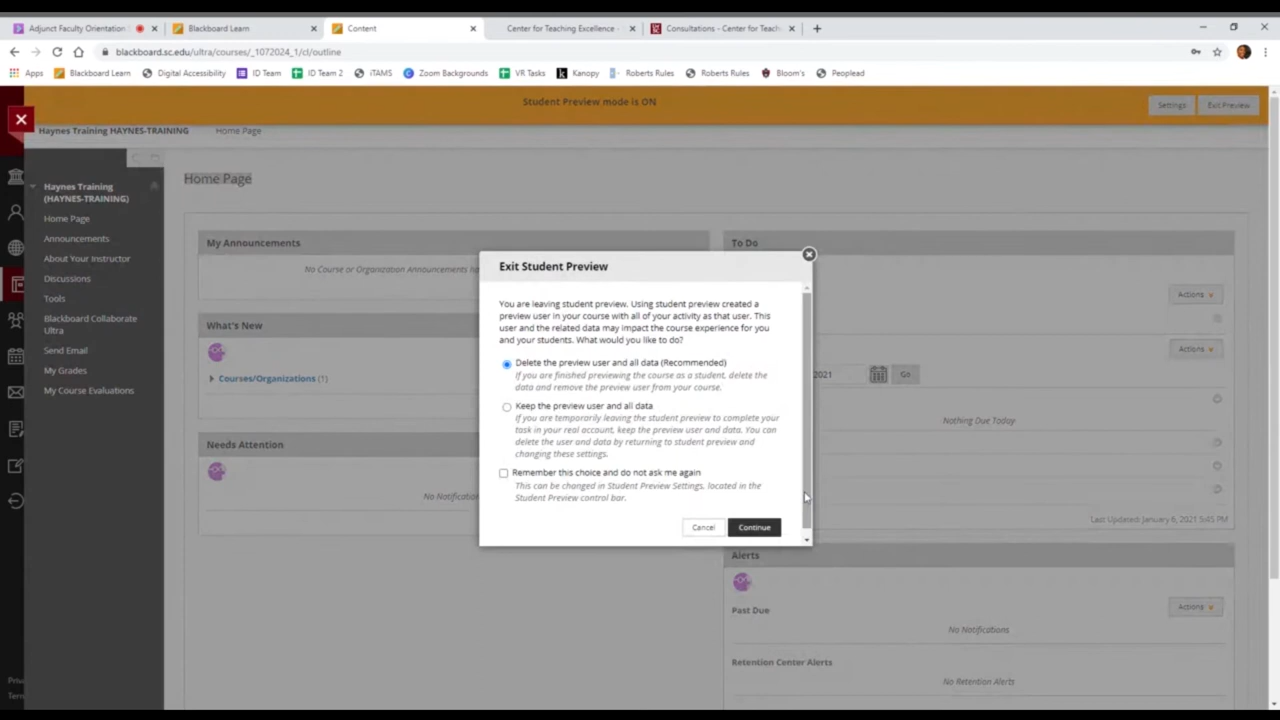 Adjunct Faculty Orientation
Blackboard Learn
Content
Center for Teaching Excellence -
Consultations - Center for Teach
blackboard.sc.edu/ultra/courses/_1072024_1/cl/outline
Apps
Blackboard Learn
Digital Accessibility
ID Team
ID Team 2
iTAMS
Zoom Backgrounds
VR Tasks
Kanopy
Roberts Rules
Roberts Rules
Bloom's
Peoplead
Student Preview mode is ON
Settings
Exit Preview
Haynes Training HAYNES-TRAINING
Home Page
Haynes Training
(HAYNES-TRAINING)
Home Page
Announcements
About Your Instructor
Discussions
Tools
Blackboard Collaborate
Ultra
Send Email
My Grades
My Course Evaluations
Home Page
My Announcements
No Course or Organization Announcements
What's New
Courses/Organizations (1)
Needs Attention
To Do
Actions
Actions
2021
Go
Nothing Due Today
Last Updated: January 6, 2021 5:45 PM
Alerts
Past Due
Actions
No Notifications
Retention Center Alerts
No Retention Alerts
Exit Student Preview
You are leaving student preview. Using student preview created a
preview user in your course with all of your activity as that user. This
user and the related data may impact the course experience for you
and your students. What would you like to do?
Delete the preview user and all data (Recommended)
If you are finished previewing the course as a student, delete the
data and remove the preview user from your course.
Keep the preview user and all data
If you are temporarily leaving the student preview to complete your
task in your real account, keep the preview user and data. You can
delete the user and data by returning to student preview and
changing these settings.
Remember this choice and do not ask me again
This can be changed in Student Preview Settings, located in the
Student Preview control bar.
Cancel
Continue